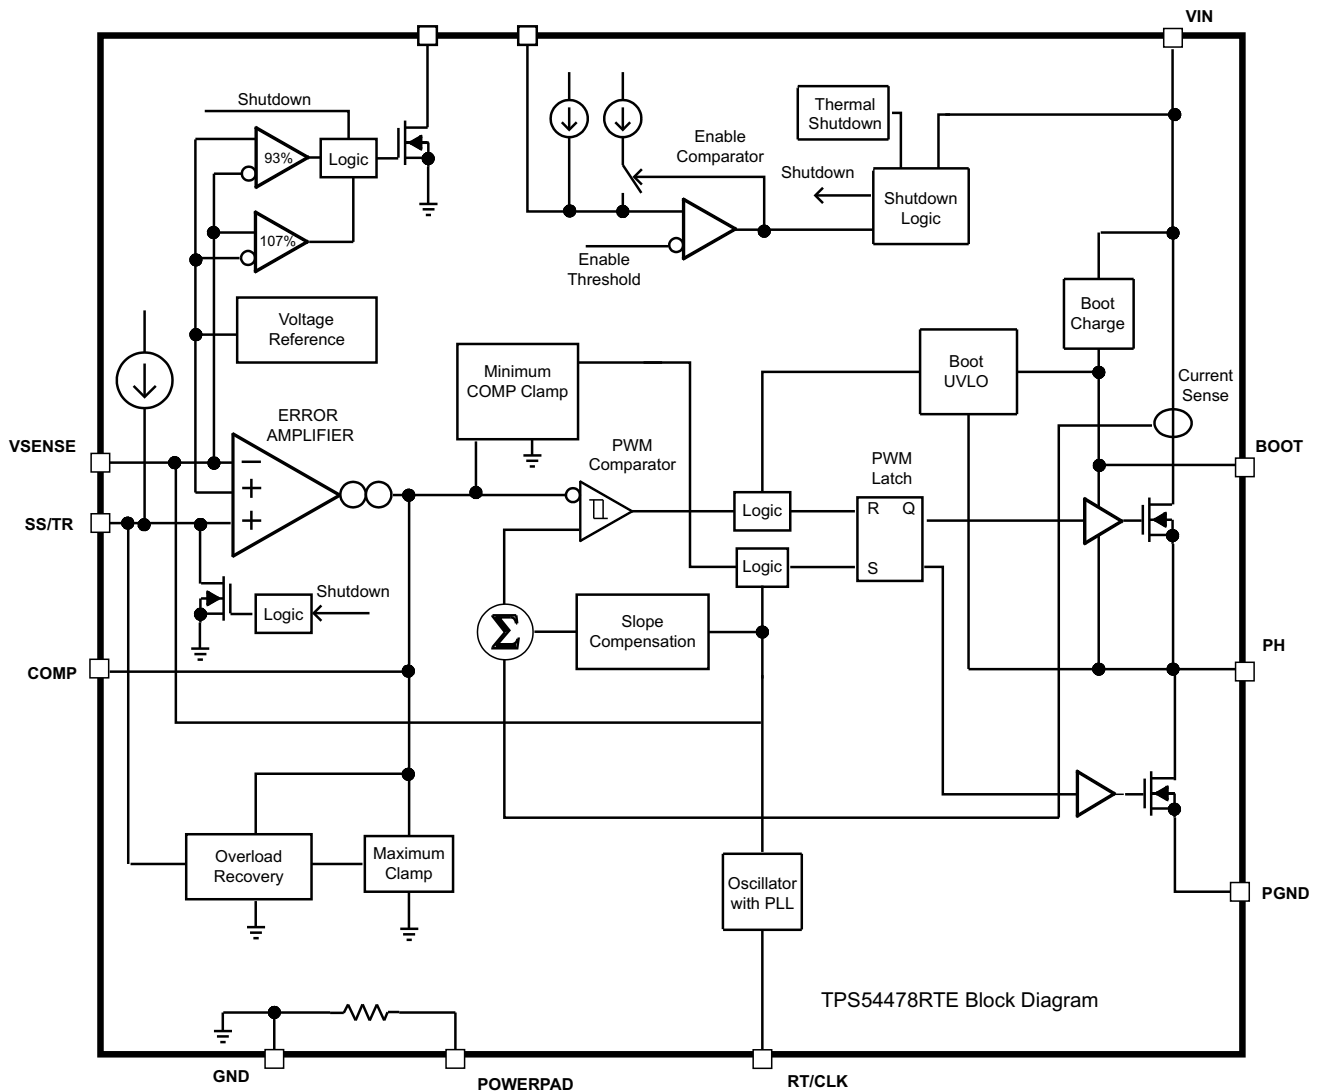 VIN
Shutdown
93%
Logic
107%
Enable
Comparator
Thermal
Shutdown
Shutdown
Shutdown
Logic
Enable
Threshold
Voltage
Reference
Boot
Charge
Minimum
COMP Clamp
Boot
UVLO
Current
Sense
ERROR
AMPLIFIER
VSENSE
PWM
Comparator
PWM
Latch
BOOT
SS/TR
−
+
+
Logic
R Q
Logic
S
Shutdown
Logic
Σ
Slope
Compensation
COMP
PH
Overload
Recovery
Maximum
Clamp
Oscillator
with PLL
PGND
TPS54478RTE Block Diagram
GND
POWERPAD
RT/CLK